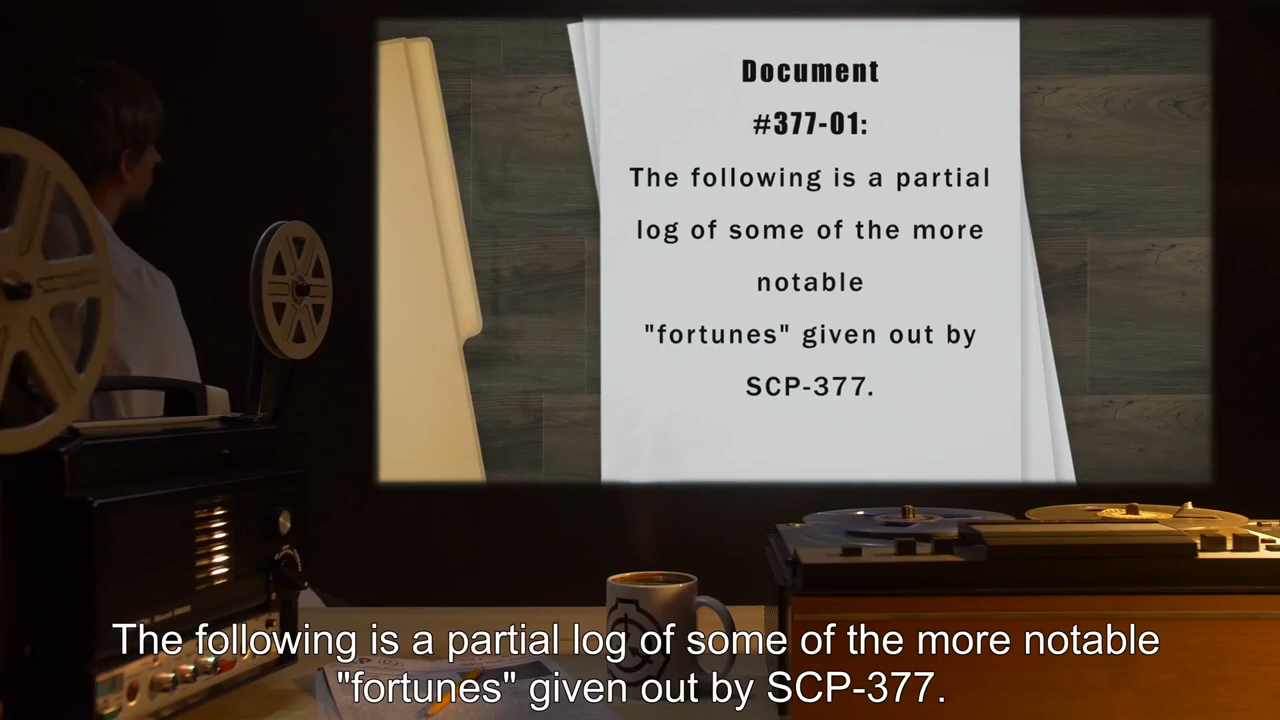 Document
#377-01:
The following is a partial
log of some of the more
notable
"fortunes" given out by
SCP-377.
The following is a partial log of some of the more notable
"fortunes" given out by SCP-377.